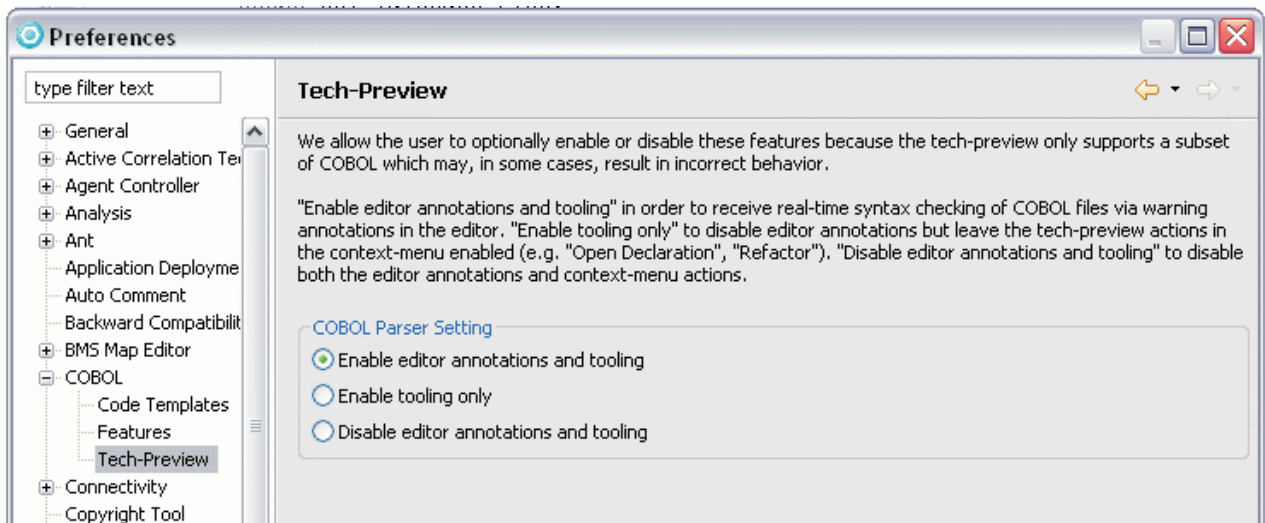 Preferences
type filter text
General
Active Correlation Te
Agent Controller
Analysis
Ant
Application Deployme
Auto Comment
Backward Compatibilit
BMS Map Editor
COBOL
Code Templates
Features
Tech-Preview
Connectivity
Copyright Tool
Tech-Preview
We allow the user to optionally enable or disable these features because the tech-preview only supports a subset
of COBOL which may, in some cases, result in incorrect behavior.
"Enable editor annotations and tooling" in order to receive real-time syntax checking of COBOL files via warning
annotations in the editor. "Enable tooling only" to disable editor annotations but leave the tech-preview actions in
the context-menu enabled (e.g. "Open Declaration", "Refactor"). "Disable editor annotations and tooling" to disable
both the editor annotations and context-menu actions.
COBOL Parser Setting
Enable editor annotations and tooling
Enable tooling only
Disable editor annotations and tooling